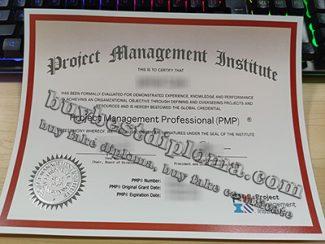 Project Management Institute
THIS IS TO CERTIFY THAT
HAS BEEN FORMALLY EVALUATED FOR DEMONSTRATED EXPERIENCE, KNOWLEDGE AND PERFORMANCE
IN ACHIEVING AN ORGANIZATIONAL OBJECTIVE THROUGH DEFINING AND OVERSEEING PROJECTS AND
RESOURCES AND IS HEREBY BESTOWED THE GLOBAL CREDENTIAL
Project Management Professional (PMP)®
buybestdiploma.com
buy fake diploma, buy fake certificate
IN TESTIMONY WHEREOF, WE HAVE SUBSCRIBED OUR SIGNATURES UNDER THE SEAL OF THE INSTITUTE
Chair, Board of
President and
PMP® Number:
PMP® Original Grant Date:
PMP® Expiration Date:
Project
Management
Institute